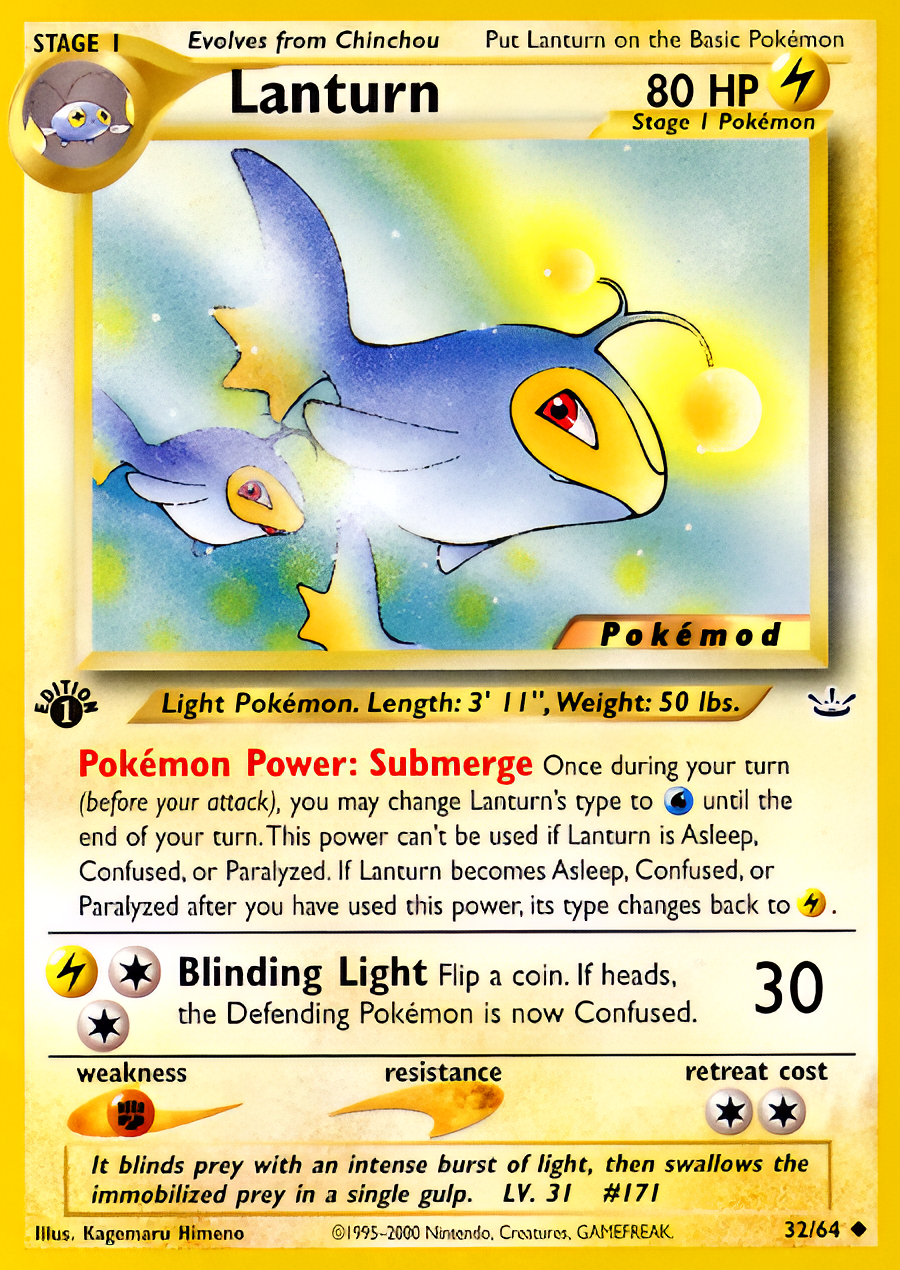 STAGE 1 Evolves from Chinchou Put Lanturn on the Basic Pokémon
Lanturn 80 HP
Stage 1 Pokémon
Pokémod
EDITION 1
Light Pokémon. Length: 3' 11", Weight: 50 lbs.
Pokémon Power: Submerge Once during your turn
(before your attack), you may change Lanturn's type to until the
end of your turn. This power can't be used if Lanturn is Asleep,
Confused, or Paralyzed. If Lanturn becomes Asleep, Confused, or
Paralyzed after you have used this power, its type changes back to .
Blinding Light Flip a coin. If heads, 30
the Defending Pokémon is now Confused.
weakness resistance retreat cost
It blinds prey with an intense burst of light, then swallows the
immobilized prey in a single gulp. LV. 31 #171
Illus. Kagemaru Himeno ©1995-2000 Nintendo, Creatures, GAMEFREAK. 32/64